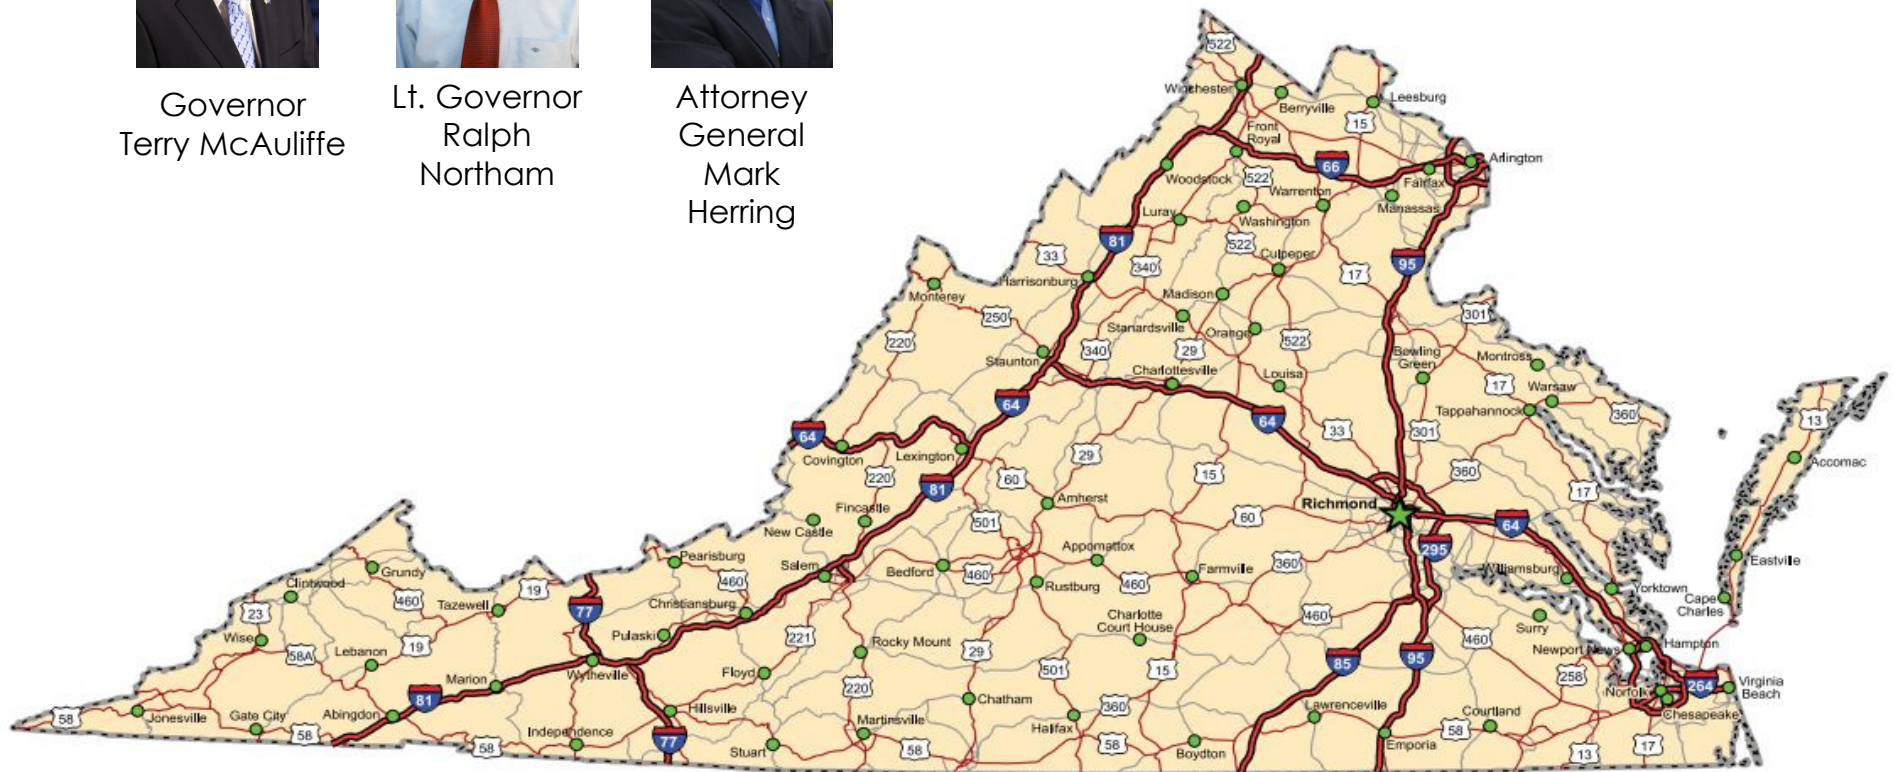 Governor
Terry McAuliffe
Lt. Governor
Ralph
Northam
Attorney
General
Mark
Herring
522
Winchester
Berryville
Leesburg
15
Front
Royal
66
Arlington
Woodstock
522
Warrenton
Fairfax
Manassas
Luray
Washington
81
33
340
522
Culpeper
17
95
Harrisonburg
Monterey
Madison
250
Stanardsville
Orange
301
220
Staunton
340
29
522
Bowling
Green
Montross
Charlottesville
Louisa
17
Warsaw
64
64
Tappahannock
360
13
64
33
301
Covington
Lexington
29
Accomac
220
81
60
15
360
17
Fincastle
Amherst
Richmond
New Castle
501
60
64
295
Pearisburg
Salem
Bedford
460
Appomattox
460
Farmville
360
Williamsburg
Eastville
Grundy
Clintwood
460
19
460
Rustburg
Yorktown
Cape
Charles
23
Tazewell
77
Christiansburg
Charlotte
Court House
460
Surry
Wise
58A
Lebanon
19
Pulaski
221
Rocky Mount
29
460
Newport News
Hampton
Marion
Wytheville
Floyd
501
15
85
95
258
81
220
Chatham
Norfolk
264
Virginia
Beach
58
Jonesville
Gate City
Abingdon
Hillsville
360
Lawrenceville
Courtland
Chesapeake
58
58
Independence
77
Stuart
Martinsville
58
Halifax
58
Boydton
Emporia
58
13
17